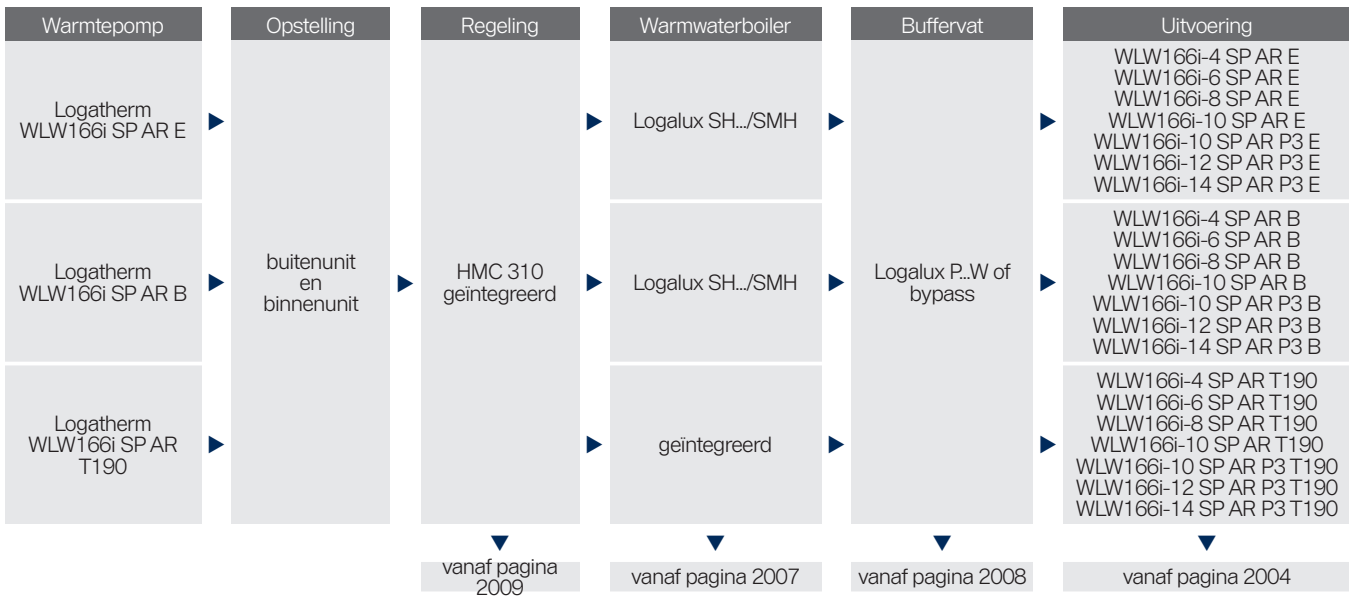 Warmtepomp
Opstelling
Regeling
Warmwaterboiler
Buffervat
Uitvoering
Logatherm
WLW166i SP AR E
Logatherm
WLW166i SP AR B
Logatherm
WLW166i SP AR
T190
buitenunit
en
binnenunit
HMC 310
geïntegreerd
Logalux SH.../SMH
Logalux SH.../SMH
geïntegreerd
Logalux P...W of
bypass
WLW166i-4 SP AR E
WLW166i-6 SP AR E
WLW166i-8 SP AR E
WLW166i-10 SP AR E
WLW166i-10 SP AR P3 E
WLW166i-12 SP AR P3 E
WLW166i-14 SP AR P3 E
WLW166i-4 SP AR B
WLW166i-6 SP AR B
WLW166i-8 SP AR B
WLW166i-10 SP AR B
WLW166i-10 SP AR P3 B
WLW166i-12 SP AR P3 B
WLW166i-14 SP AR P3 B
WLW166i-4 SP AR T190
WLW166i-6 SP AR T190
WLW166i-8 SP AR T190
WLW166i-10 SP AR T190
WLW166i-10 SP AR P3 T190
WLW166i-12 SP AR P3 T190
WLW166i-14 SP AR P3 T190
vanaf pagina
2009
vanaf pagina 2007
vanaf pagina 2008
vanaf pagina 2004